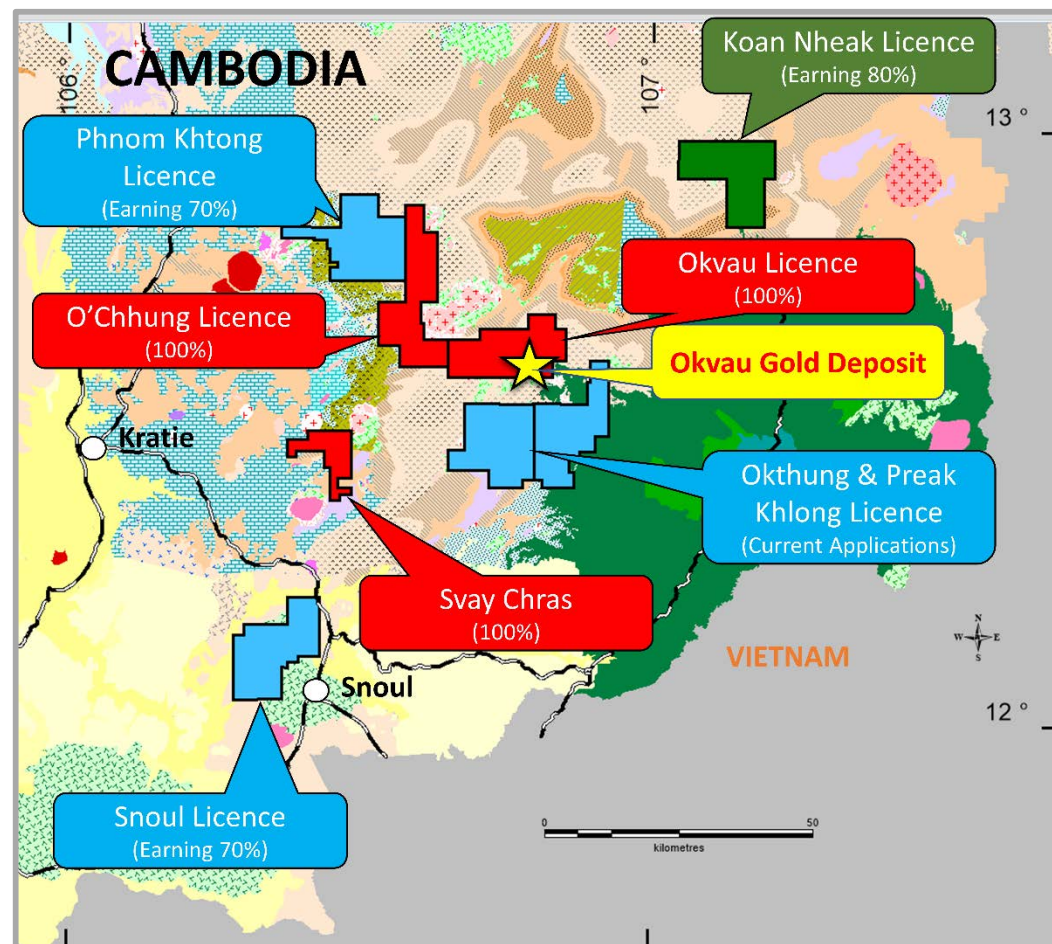 CAMBODIA
106 °
107 °
Koan Nheak Licence
(Earning 80%)
13 °
Phnom Khtong
Licence
(Earning 70%)
Okvau Licence
(100%)
O'Chhung Licence
(100%)
Okvau Gold Deposit
Kratie
Okthung & Preak
Khlong Licence
(Current Applications)
Svay Chras
(100%)
N
W E
S
VIETNAM
Snoul
12 °
Snoul Licence
(Earning 70%)
0 50
kilometres